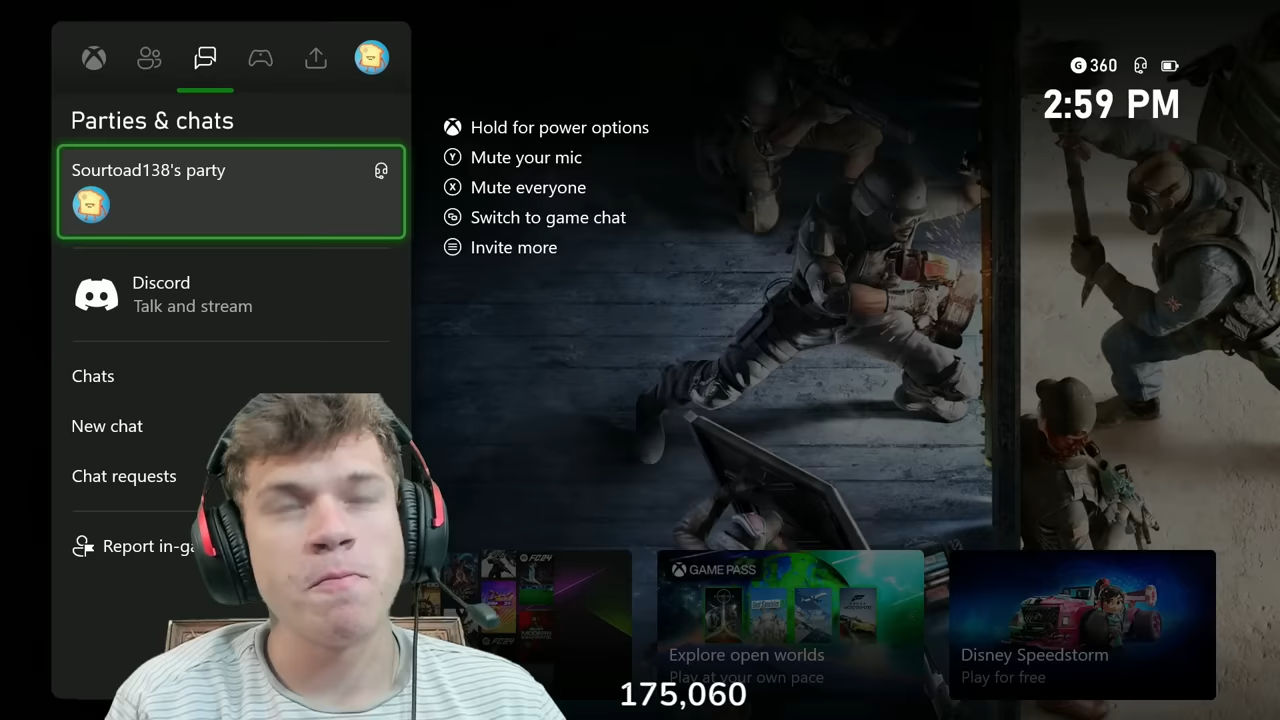 G 360
2:59 PM
Parties & chats
Sourtoad138's party
Hold for power options
Y Mute your mic
X Mute everyone
Switch to game chat
Invite more
Discord
Talk and stream
Chats
New chat
Chat requests
Report in-ga
FC24
FC24
GAME PASS
Explore open worlds
Play at your own pace
Disney Speedstorm
Play for free
175,060